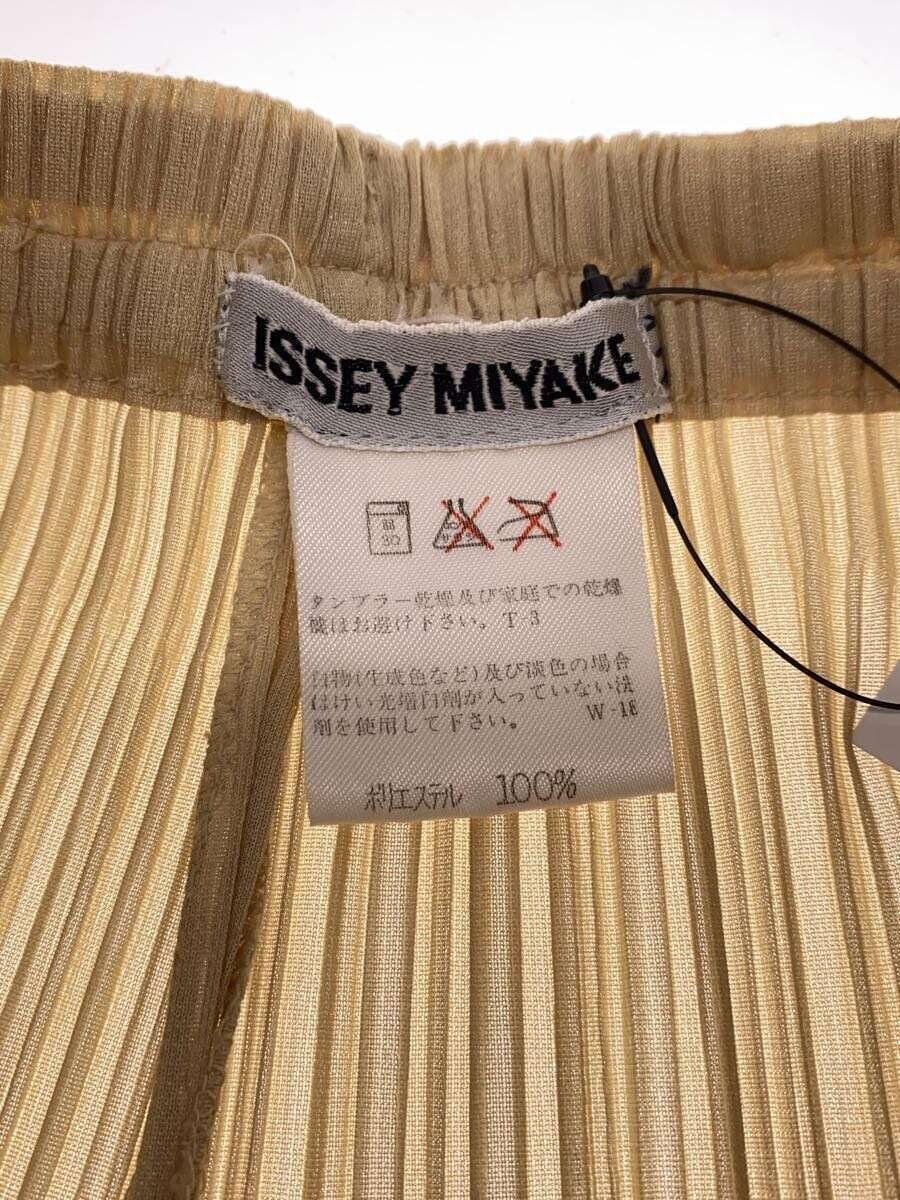 ISSEY MIYAKE
弱
30
タンブラー乾燥及び家庭での乾燥
機はお避け下さい。 T-3
白物(生成色など)及び淡色の場合
はけい光増白剤が入っていない洗
剤を使用して下さい。 W-18
ポリエステル 100%